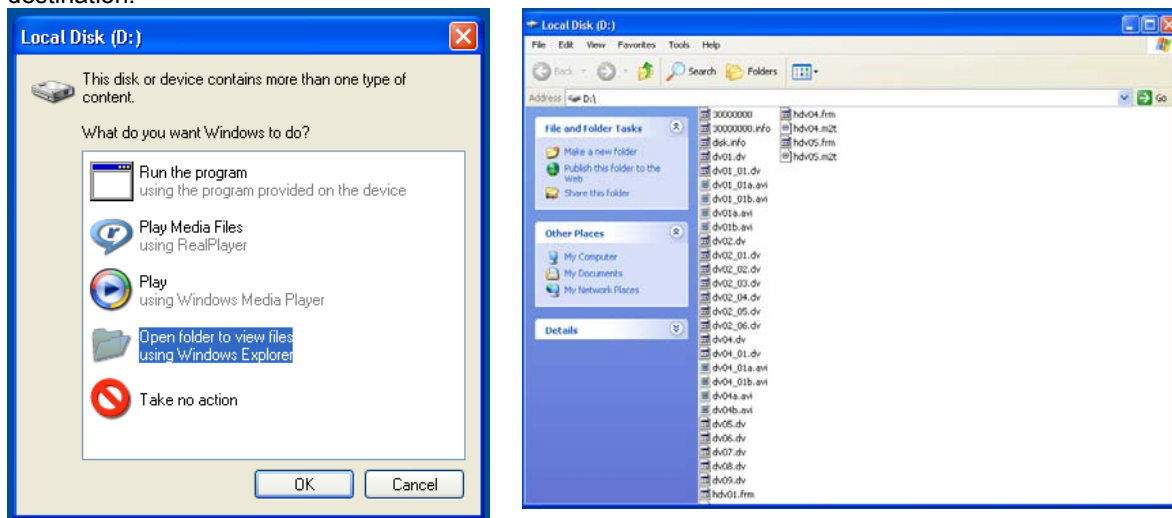 destination.
Local Disk (D:)
This disk or device contains more than one type of
content.
What do you want Windows to do?
Run the program
using the program provided on the device
Play Media Files
using RealPlayer
Play
using Windows Media Player
Open folder to view files
using Windows Explorer
Take no action
OK
Cancel
Local Disk (D:)
File Edit View Favorites Tools Help
Back Search Folders
Address D:\ Go
File and Folder Tasks
Make a new folder
Publish this folder to the
Web
Share this folder
Other Places
My Computer
My Documents
My Network Places
Details
30000000
30000000.info
dsk.info
dv01.dv
dv01_01.dv
dv01_01a.avi
dv01_01b.avi
dv01a.avi
dv01b.avi
dv02.dv
dv02_01.dv
dv02_02.dv
dv02_03.dv
dv02_04.dv
dv02_05.dv
dv02_06.dv
dv04.dv
dv04_01.dv
dv04_01a.avi
dv04_01b.avi
dv04a.avi
dv04b.avi
dv05.dv
dv06.dv
dv07.dv
dv08.dv
dv09.dv
hdv01.frm
hdv04.frm
hdv04.m2t
hdv05.frm
hdv05.m2t